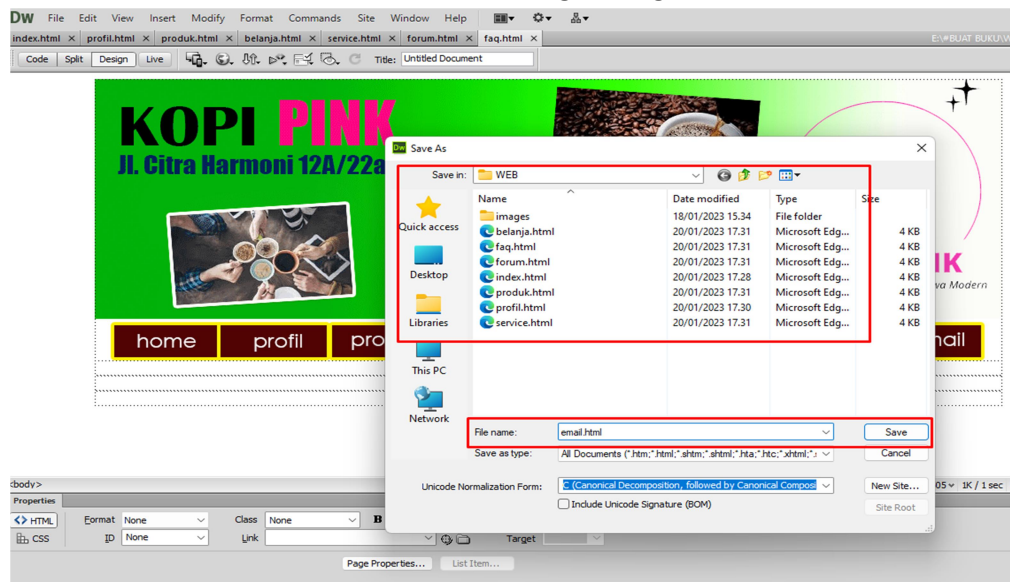 DW File Edit View Insert Modify Format Commands Site Window Help
index.html × profil.html × produk.html × belanja.html × service.html × forum.html × faq.html ×
E:\#BUAT BUKU\W
Code Split Design Live Title: Untitled Document
KOPI PINK
Jl. Citra Harmoni 12A/22a
IK
va Modern
home profil pro
nail
Dw Save As
Save in: WEB
Name Date modified Type Size
images 18/01/2023 15.34 File folder
belanja.html 20/01/2023 17.31 Microsoft Edg... 4 KB
faq.html 20/01/2023 17.31 Microsoft Edg... 4 KB
forum.html 20/01/2023 17.31 Microsoft Edg... 4 KB
index.html 20/01/2023 17.28 Microsoft Edg... 4 KB
produk.html 20/01/2023 17.31 Microsoft Edg... 4 KB
profil.html 20/01/2023 17.30 Microsoft Edg... 4 KB
service.html 20/01/2023 17.31 Microsoft Edg... 4 KB
Quick access
Desktop
Libraries
This PC
Network
File name: email.html Save
Save as type: All Documents (*.htm;*.html;*.shtm;*.shtml;*.hta;*.htc;*.xhtml;*.s Cancel
Unicode Normalization Form: C (Canonical Decomposition, followed by Canonical Composi New Site...
Include Unicode Signature (BOM) Site Root
<body>
05 1K / 1 sec
Properties
<> HTML Format None Class None B
CSS ID None Link Target
Page Properties... List Item...